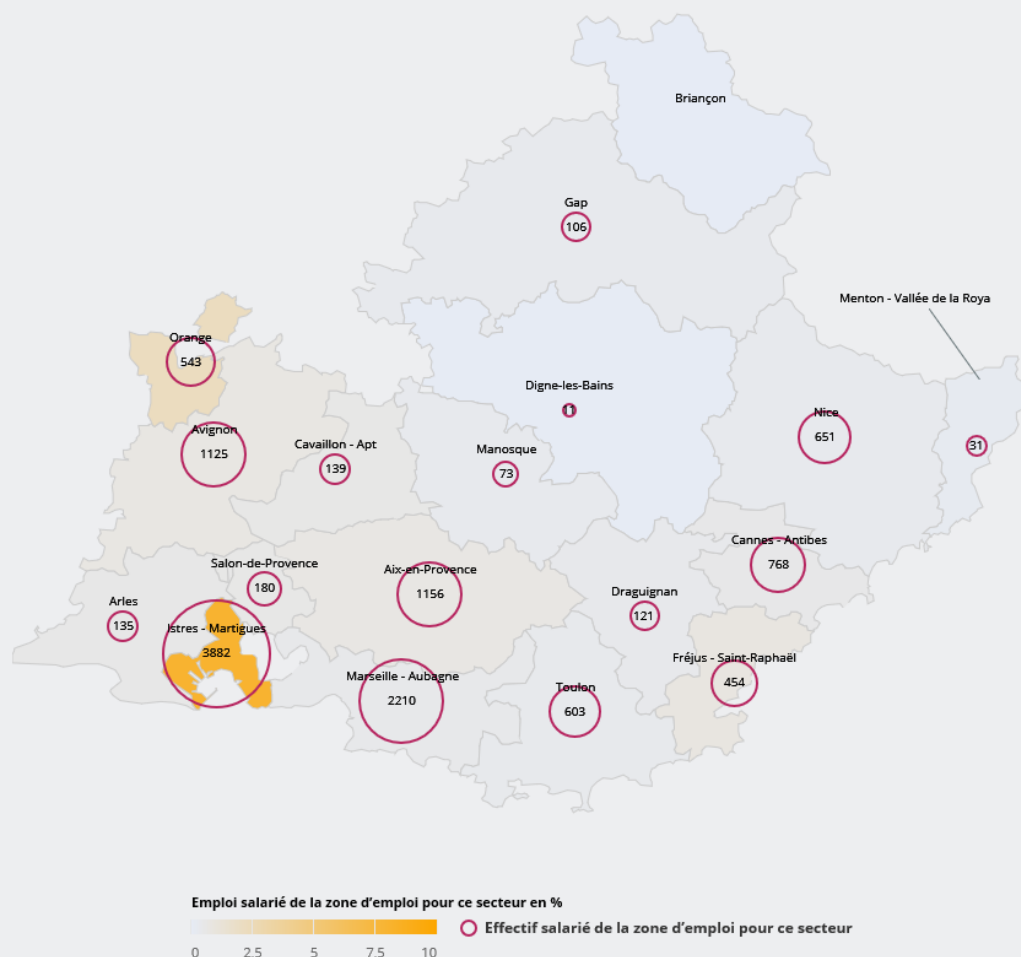 Briançon
Gap
106
Menton - Vallée de la Roya
Orange
543
Digne-les-Bains
11
Nice
651
31
Avignon
1125
Cavaillon - Apt
139
Manosque
73
Cannes - Antibes
768
Salon-de-Provence
180
Aix-en-Provence
1156
Draguignan
121
Arles
135
Istres - Martigues
3882
Fréjus - Saint-Raphaël
454
Marseille - Aubagne
2210
Toulon
603
Emploi salarié de la zone d’emploi pour ce secteur en %
Effectif salarié de la zone d’emploi pour ce secteur
0 2.5 5 7.5 10